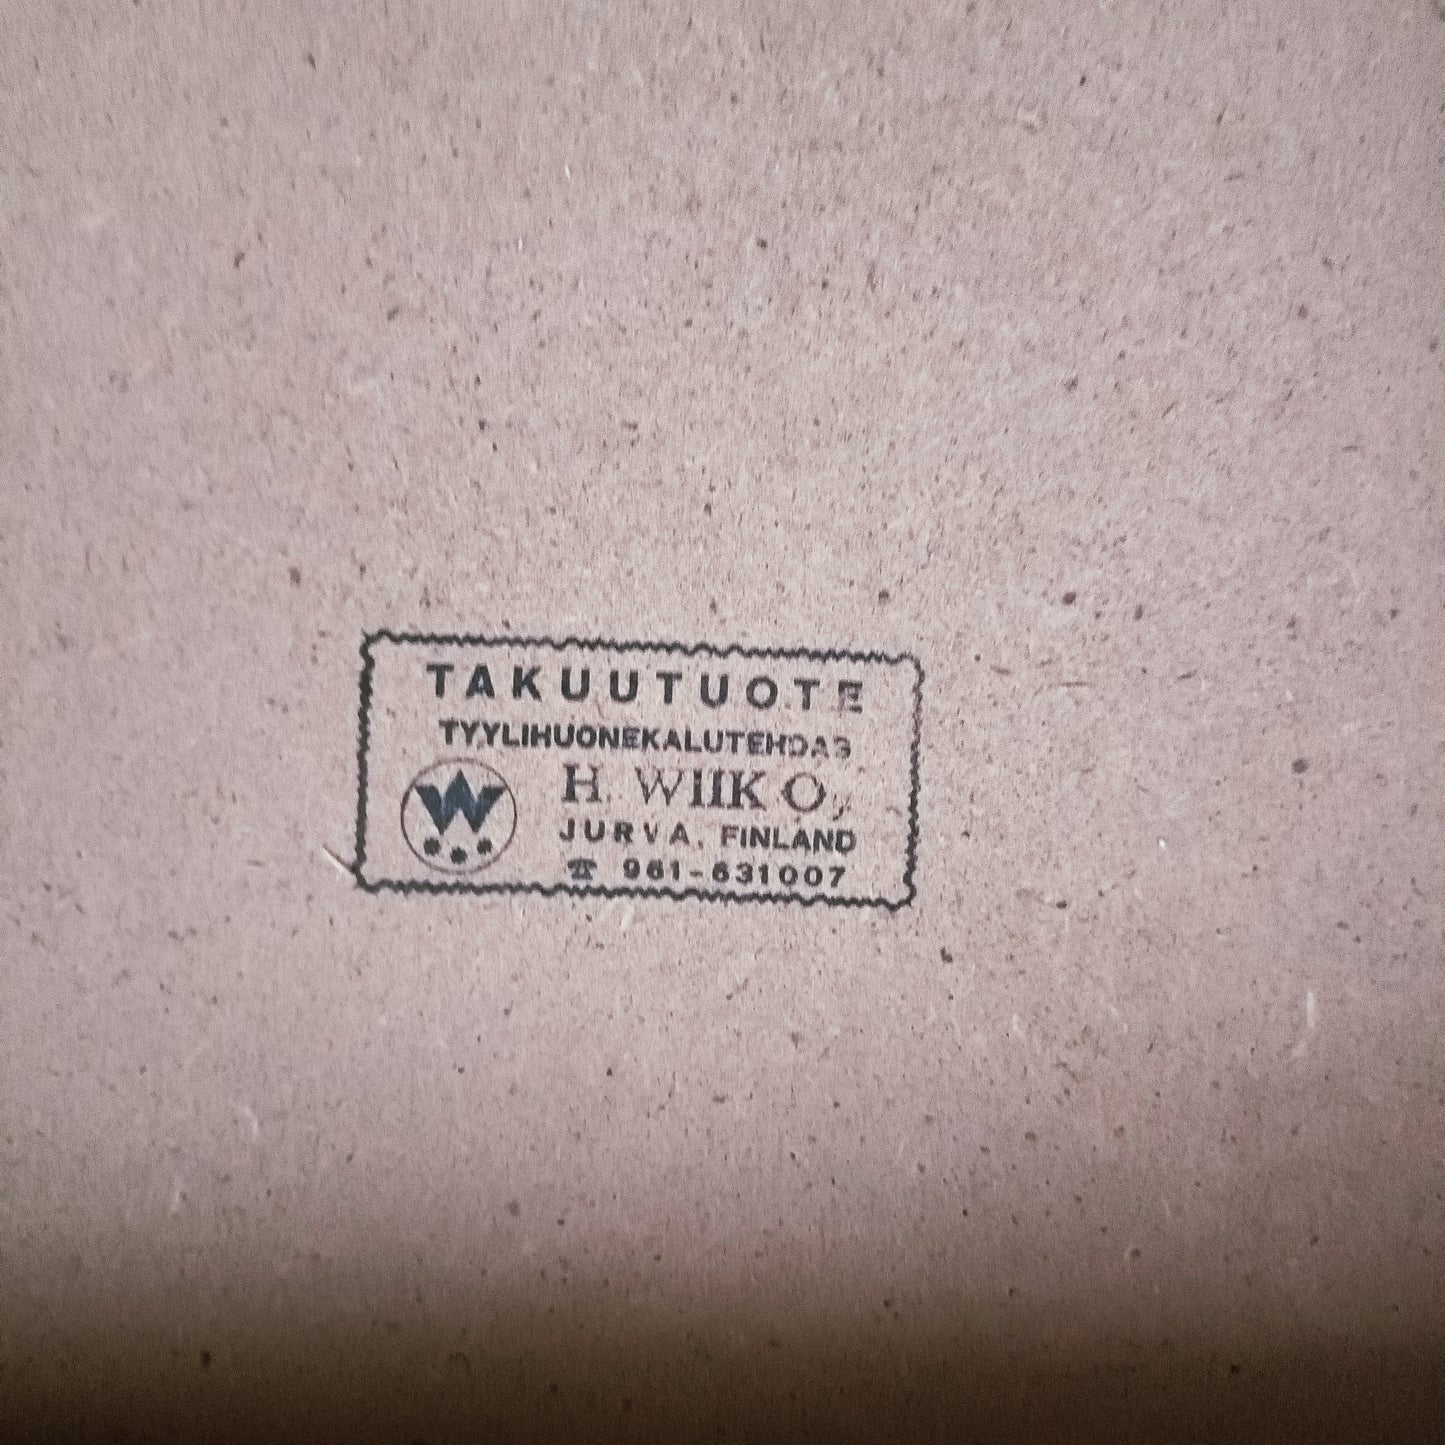 TAKUUTUOTE
TYYLIHUONEKALUTEHDAS
W
H. WIIK Oy
JURVA, FINLAND
☎ 961-631007